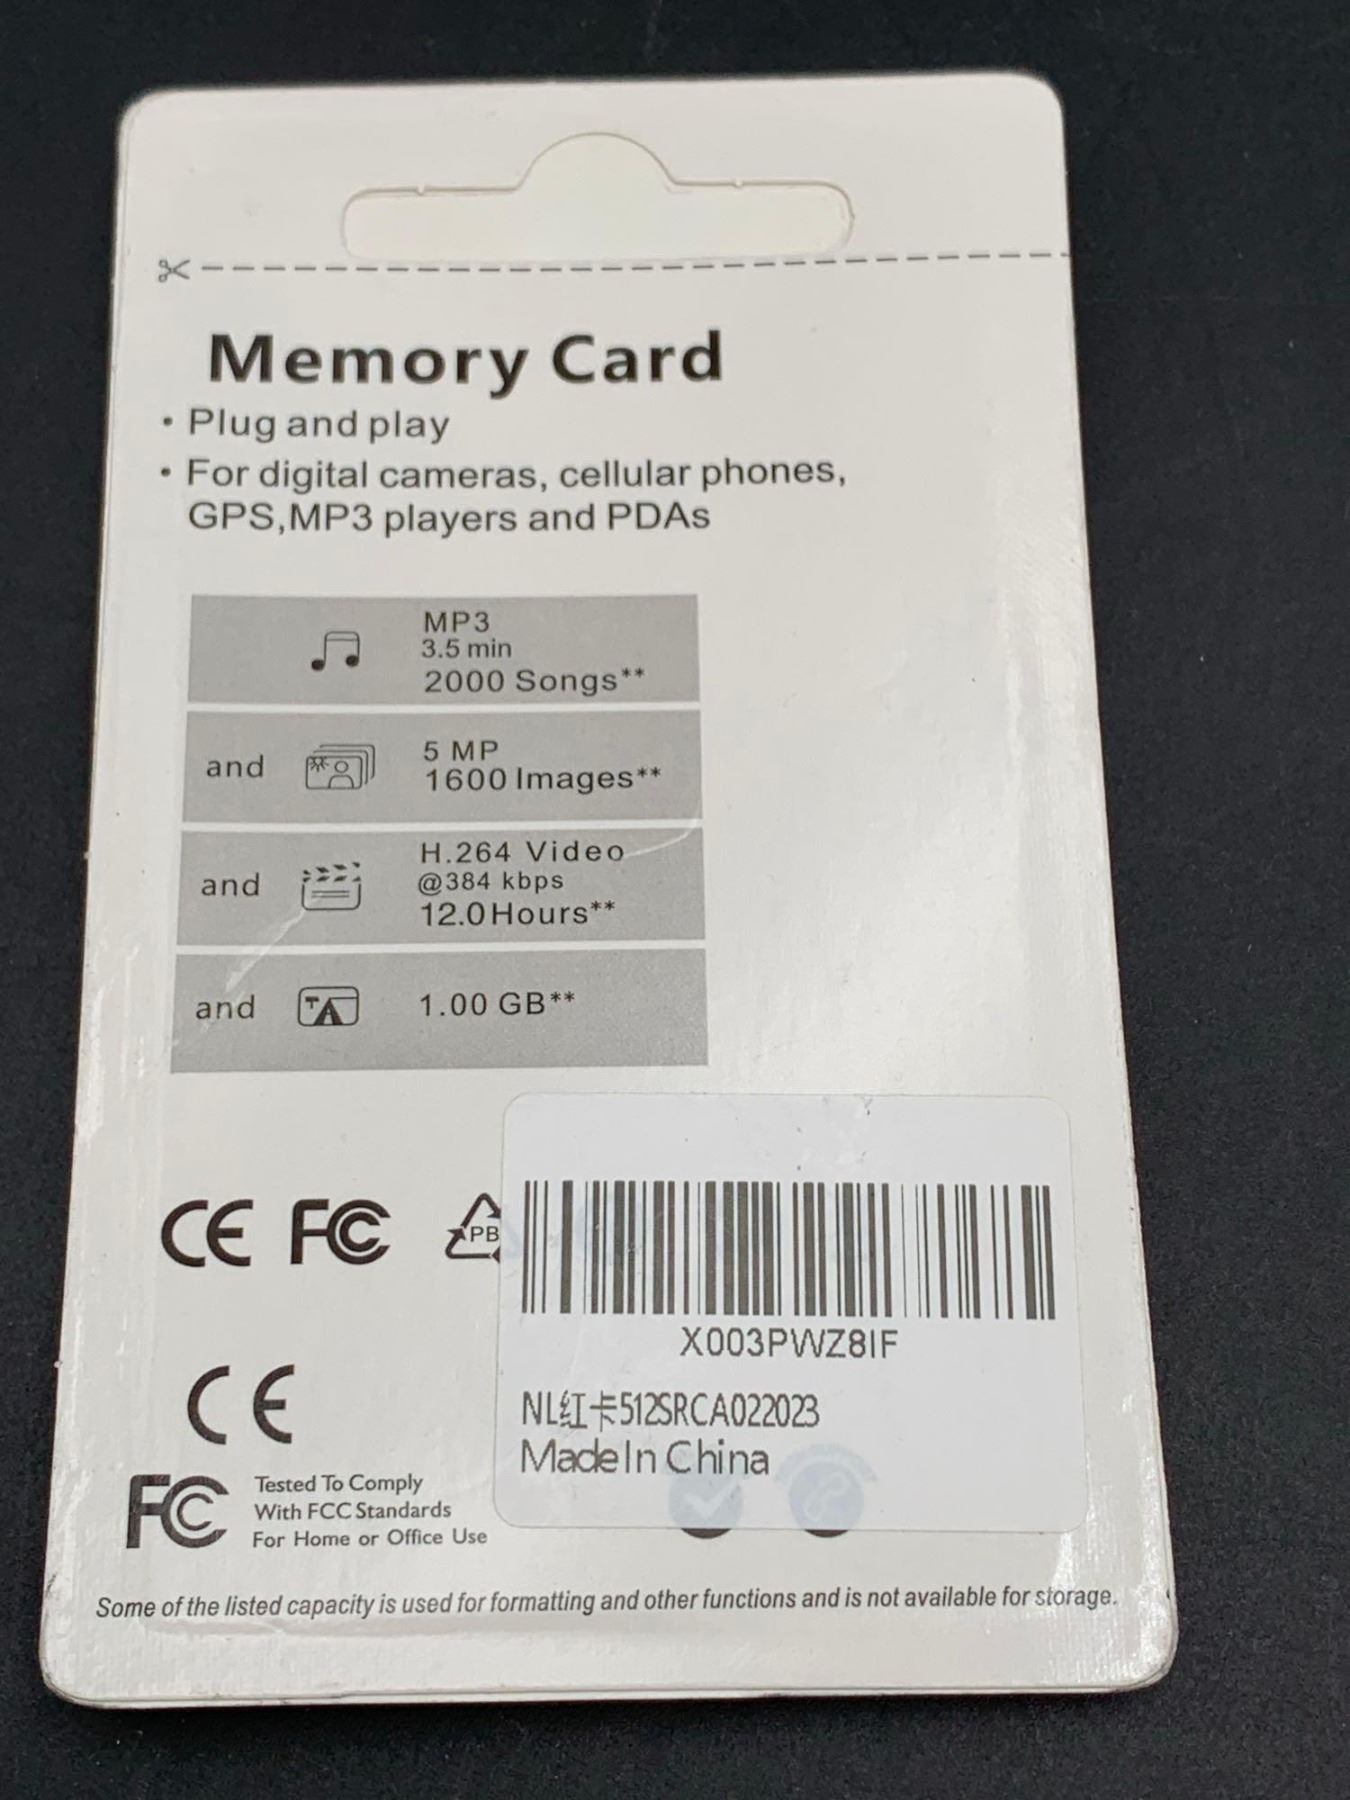 Memory Card
• Plug and play
• For digital cameras, cellular phones,
GPS,MP3 players and PDAs
MP3
3.5 min
2000 Songs**
and
5 MP
1600 Images**
and
H.264 Video
@384 kbps
12.0Hours**
and
TA
1.00 GB**
CE FC PB
X003PWZ8IF
NL红卡512SRCA022023
MadeIn China
CE
FC
Tested To Comply
With FCC Standards
For Home or Office Use
Some of the listed capacity is used for formatting and other functions and is not available for storage.